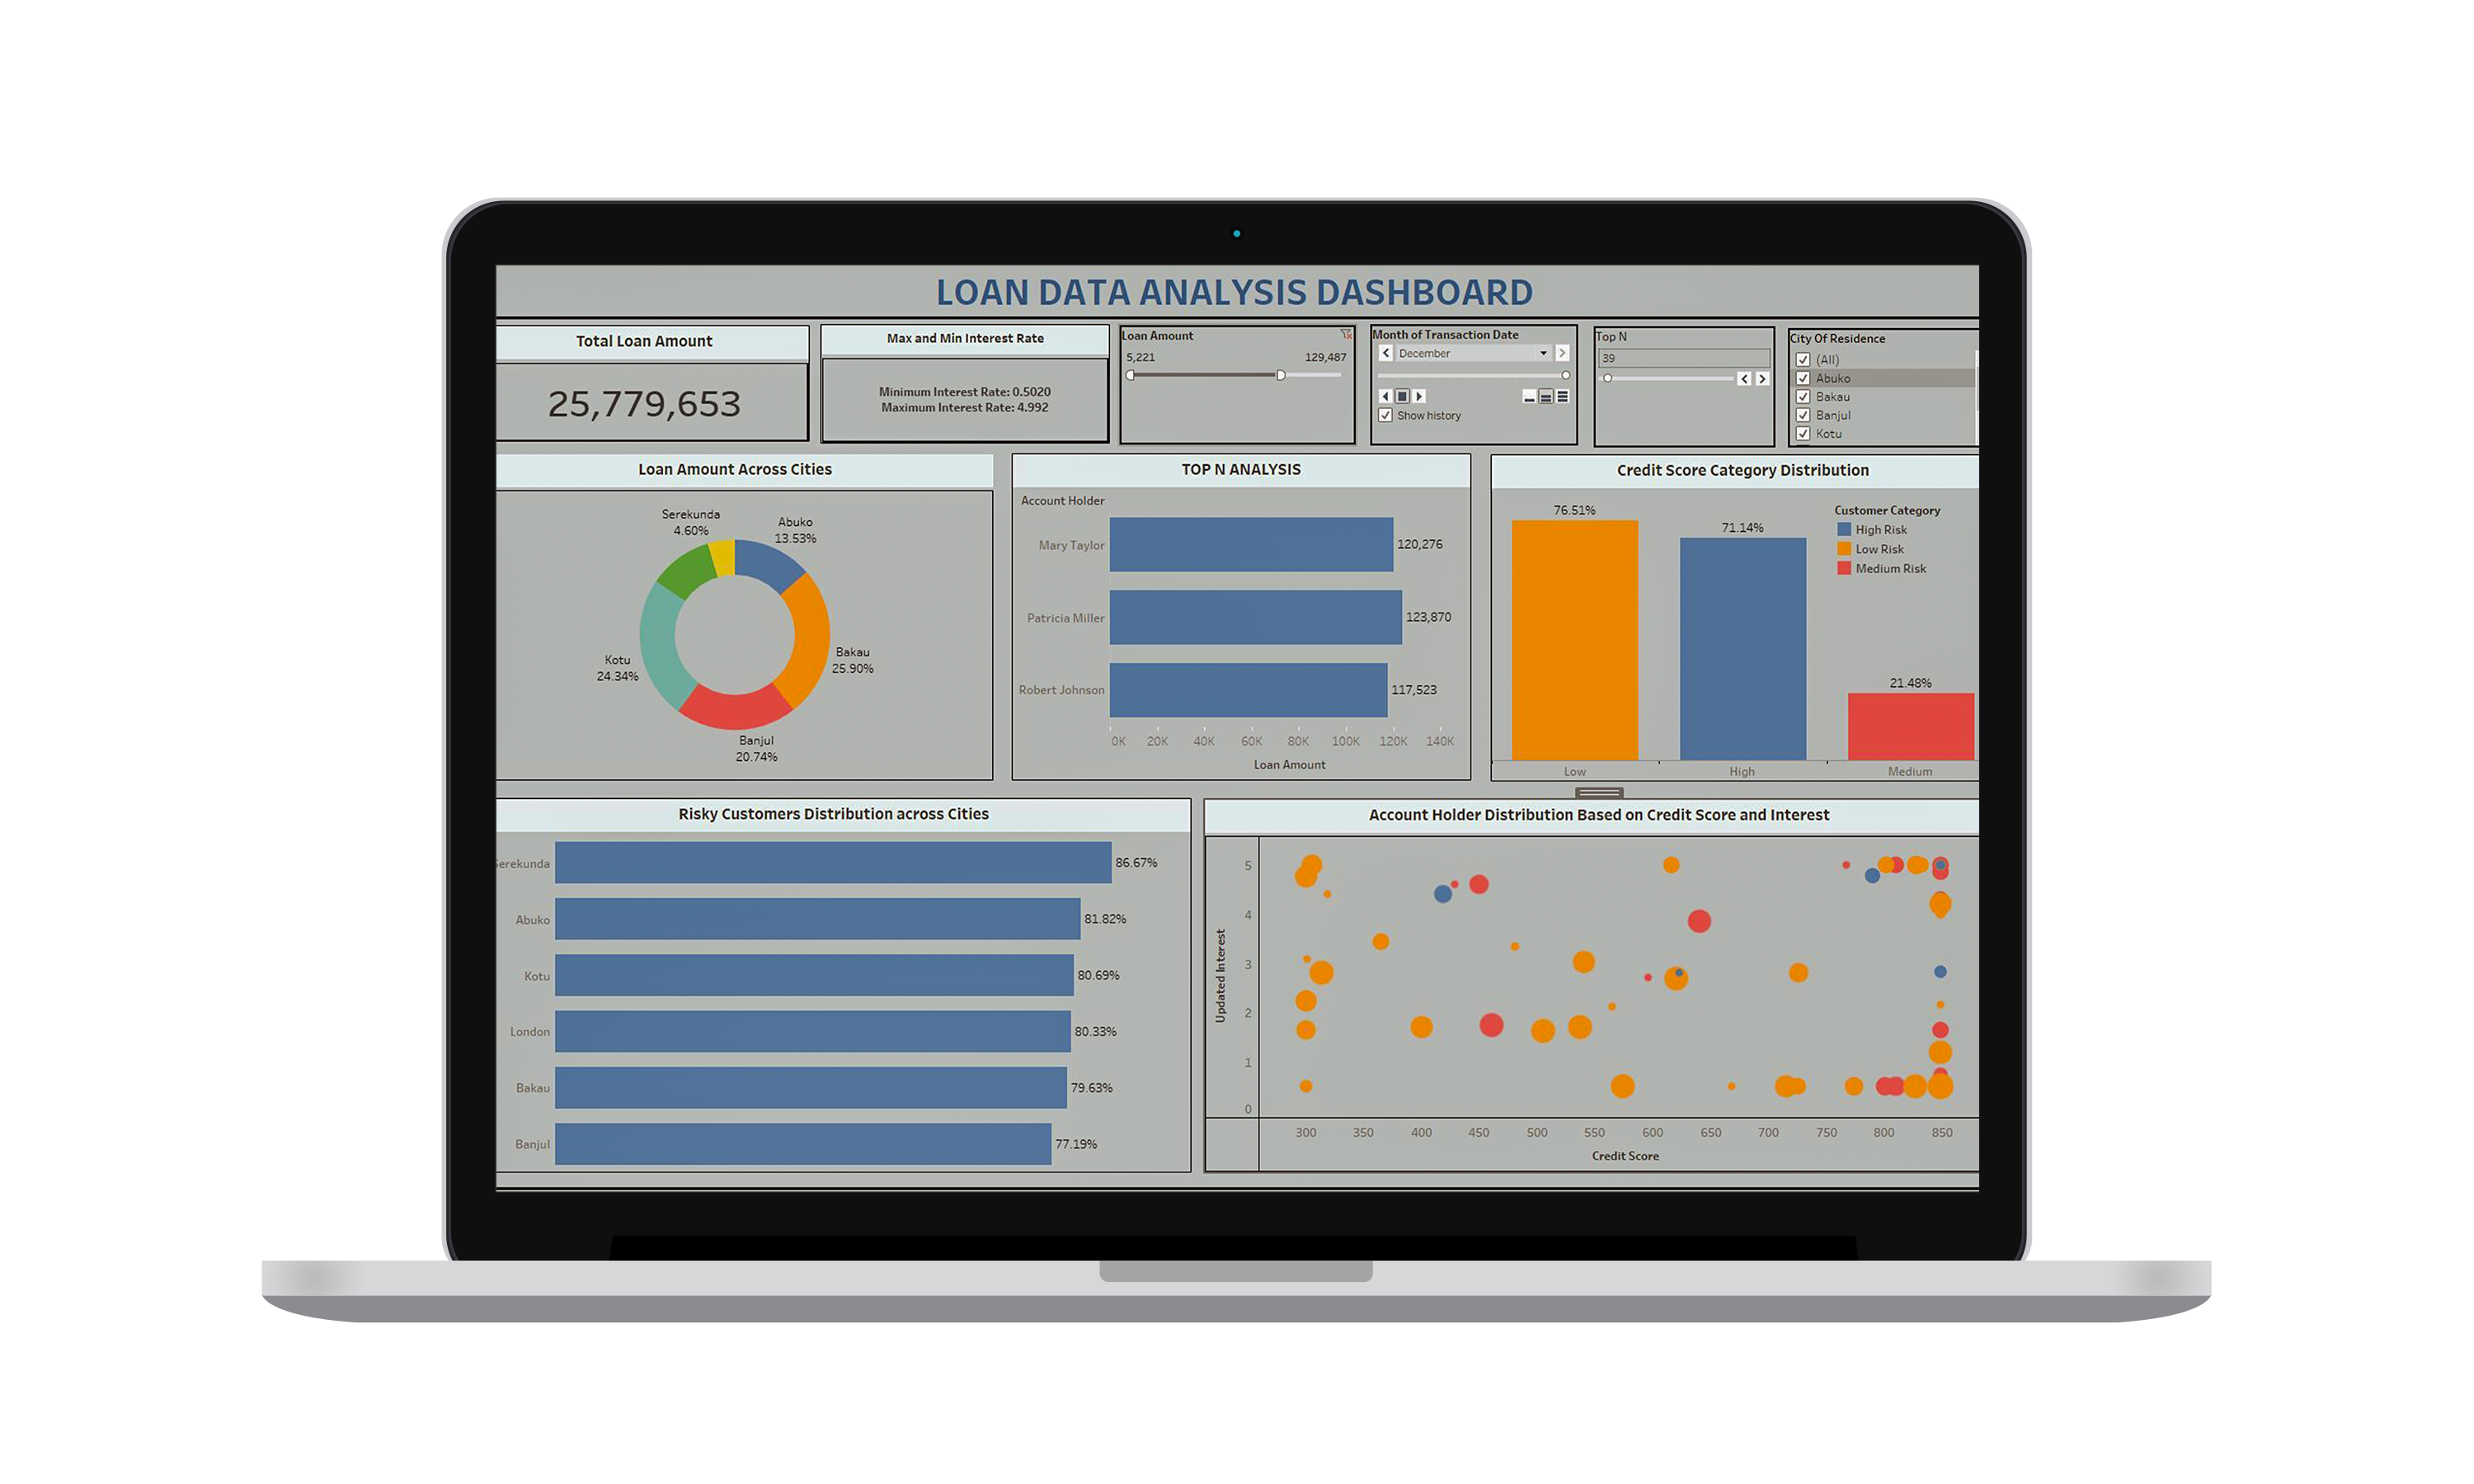 LOAN DATA ANALYSIS DASHBOARD
Total Loan Amount
25,779,653
Max and Min Interest Rate
Minimum Interest Rate: 0.5020
Maximum Interest Rate: 4.992
Loan Amount
5,221 129,487
Month of Transaction Date
December
Show history
Top N
39
City Of Residence
(All)
Abuko
Bakau
Banjul
Kotu
Loan Amount Across Cities
Serekunda
4.60%
Abuko
13.53%
Bakau
25.90%
Kotu
24.34%
Banjul
20.74%
TOP N ANALYSIS
Account Holder
Mary Taylor 120,276
Patricia Miller 123,870
Robert Johnson 117,523
0K 20K 40K 60K 80K 100K 120K 140K
Loan Amount
Credit Score Category Distribution
76.51%
71.14%
21.48%
Customer Category
High Risk
Low Risk
Medium Risk
Low High Medium
Risky Customers Distribution across Cities
Serekunda 86.67%
Abuko 81.82%
Kotu 80.69%
London 80.33%
Bakau 79.63%
Banjul 77.19%
Account Holder Distribution Based on Credit Score and Interest
Updated Interest
5
4
3
2
1
0
300 350 400 450 500 550 600 650 700 750 800 850
Credit Score